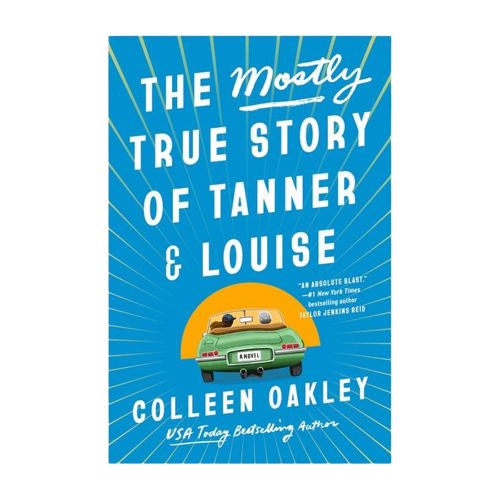 THE Mostly
TRUE STORY
OF TANNER
& LOUISE
"AN ABSOLUTE BLAST."
—#1 New York Times
bestselling author
TAYLOR JENKINS REID
A NOVEL
COLLEEN OAKLEY
USA Today Bestselling Author